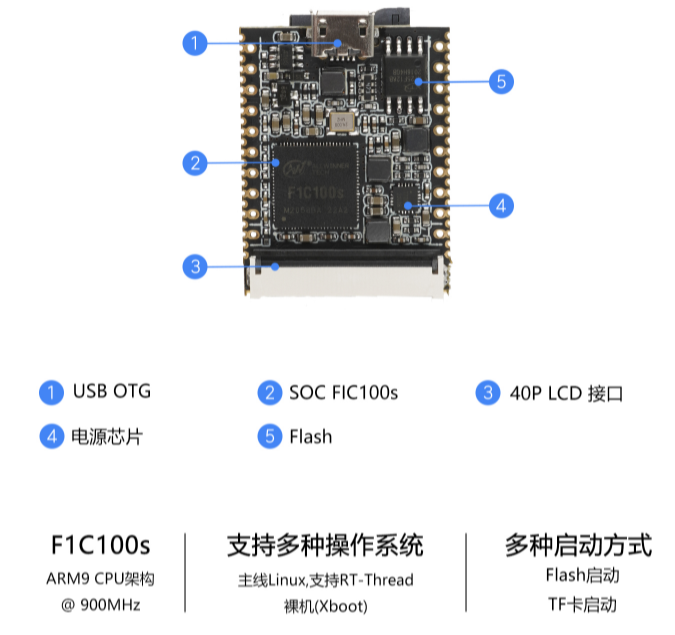 1
5
2
F1C100s
4
3
1 USB OTG
2 SOC FIC100s
3 40P LCD 接口
4 电源芯片
5 Flash
F1C100s
支持多种操作系统
多种启动方式
ARM9 CPU架构
主线Linux,支持RT-Thread
Flash启动
@ 900MHz
裸机(Xboot)
TF卡启动